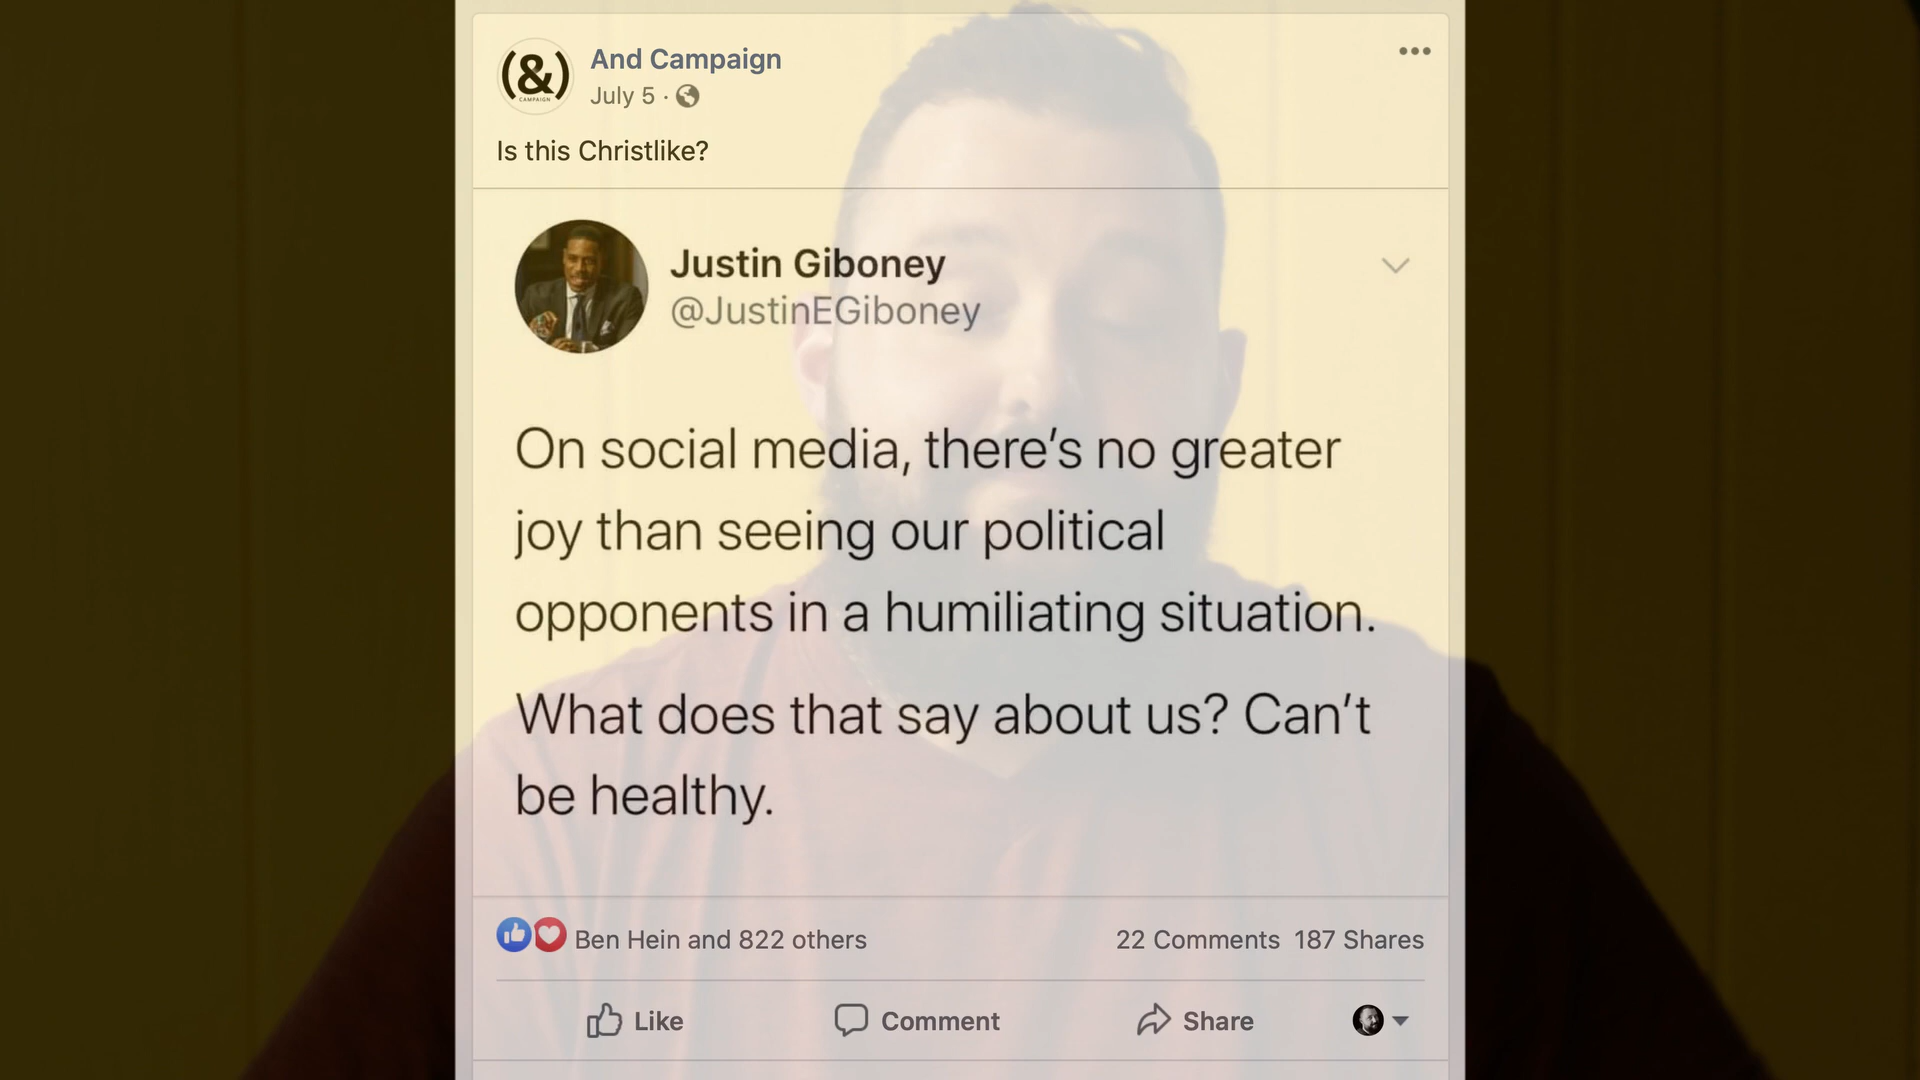 (&)
CAMPAIGN
And Campaign
July 5 ·
Is this Christlike?
Justin Giboney
@JustinEGiboney
On social media, there’s no greater
joy than seeing our political
opponents in a humiliating situation.
What does that say about us? Can’t
be healthy.
Ben Hein and 822 others
22 Comments 187 Shares
Like
Comment
Share